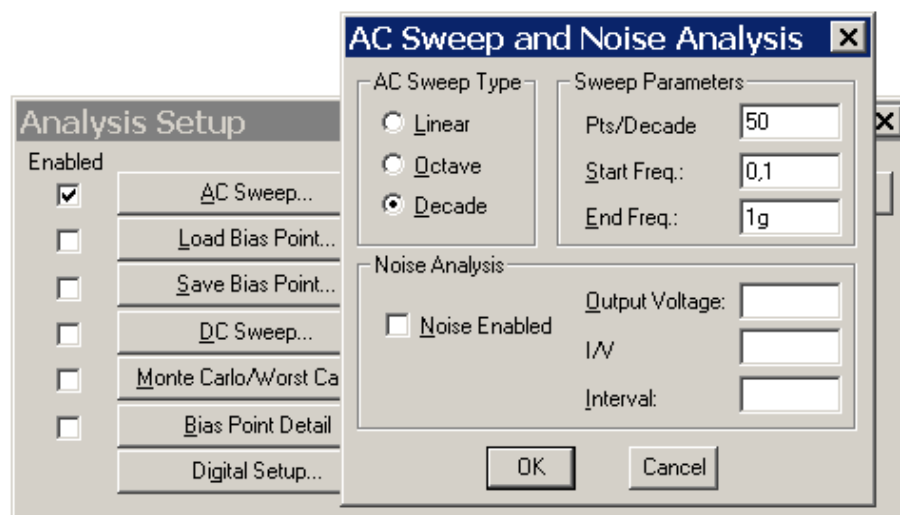 AC Sweep and Noise Analysis
AC Sweep Type
Linear
Octave
Decade
Sweep Parameters
Pts/Decade 50
Start Freq.: 0,1
End Freq.: 1g
Noise Analysis
Noise Enabled
Output Voltage:
I/V
Interval:
OK Cancel
Analysis Setup
Enabled
AC Sweep...
Load Bias Point...
Save Bias Point...
DC Sweep...
Monte Carlo/Worst Ca
Bias Point Detail
Digital Setup...